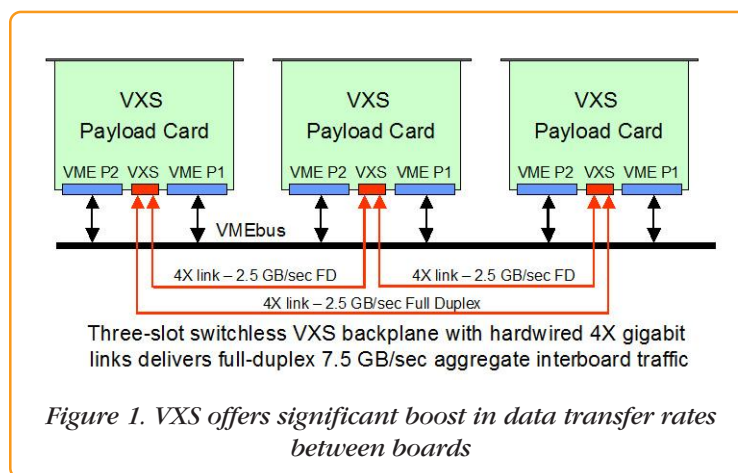 VXS
Payload Card
VME P2 VXS VME P1
VXS
Payload Card
VME P2 VXS VME P1
VXS
Payload Card
VME P2 VXS VME P1
VMEbus
4X link – 2.5 GB/sec FD
4X link – 2.5 GB/sec FD
4X link – 2.5 GB/sec Full Duplex
Three-slot switchless VXS backplane with hardwired 4X gigabit
links delivers full-duplex 7.5 GB/sec aggregate interboard traffic
Figure 1. VXS offers significant boost in data transfer rates
between boards